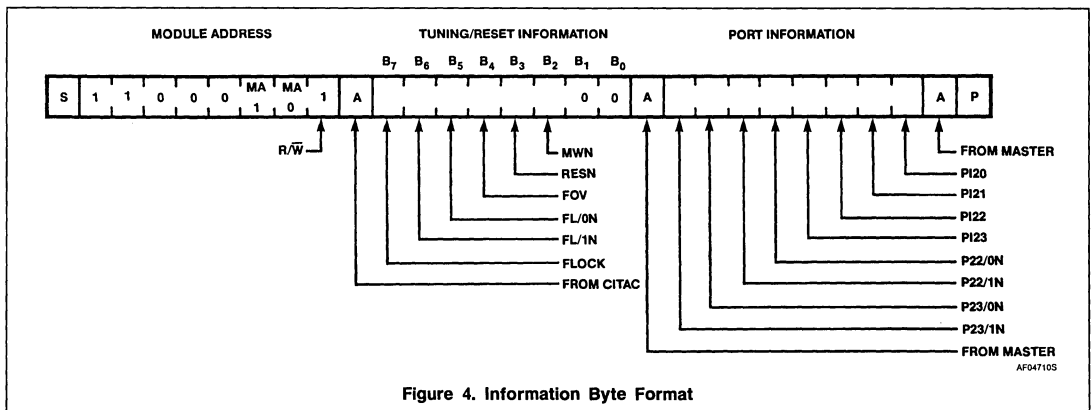 MODULE ADDRESS TUNING/RESET INFORMATION PORT INFORMATION
B7 B6 B5 B4 B3 B2 B1 B0
S 1 1 0 0 0 MA 1 MA 0 1 A 0 0 A A P
R/W̅
MWN
RESN
FOV
FL/0N
FL/1N
FLOCK
FROM CITAC
FROM MASTER
PI20
PI21
PI22
PI23
P22/0N
P22/1N
P23/0N
P23/1N
FROM MASTER
AF04710S
Figure 4. Information Byte Format